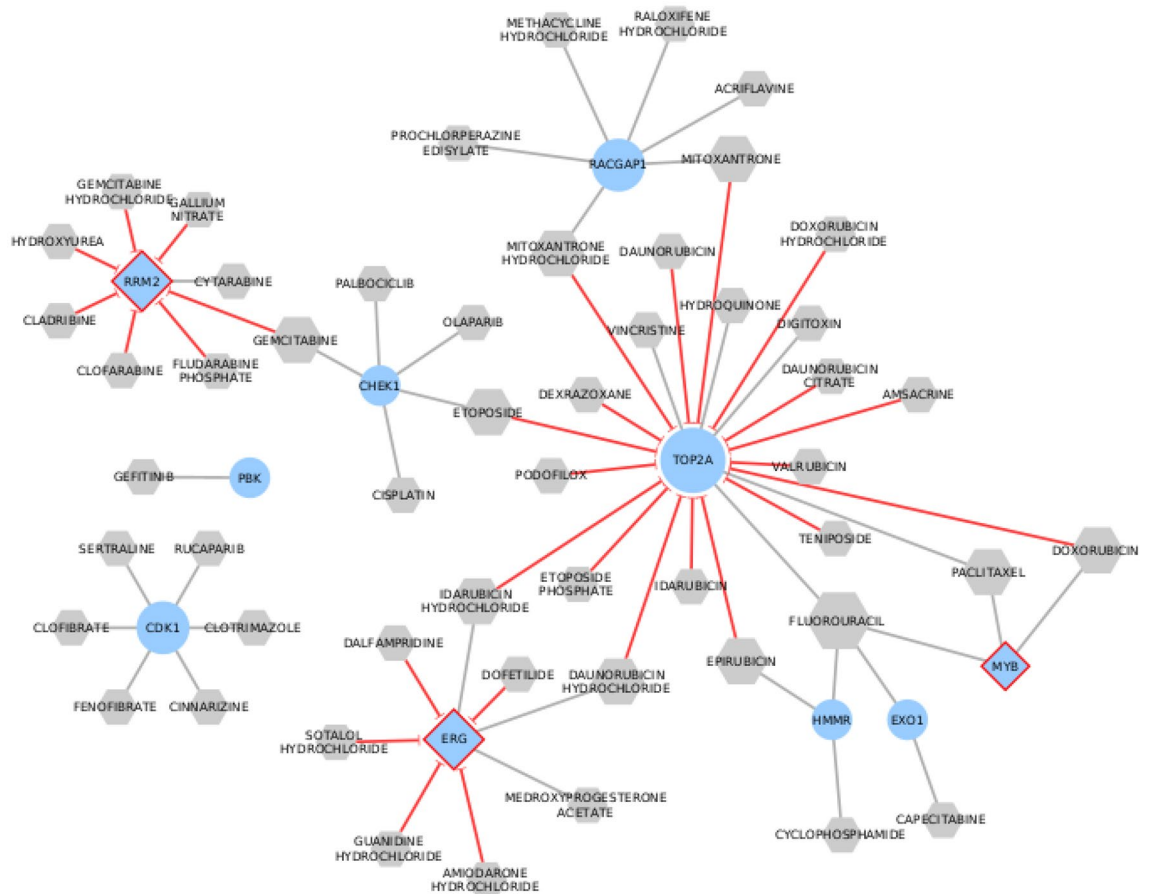 METHACYCLINE
HYDROCHLORIDE
RALOXIFENE
HYDROCHLORIDE
ACRIFLAVINE
PROCHLORPERAZINE
EDISYLATE
RACGAP1
MITOXANTRONE
GEMCITABINE
HYDROCHLORIDE
GALLIUM
NITRATE
HYDROXYUREA
MITOXANTRONE
HYDROCHLORIDE
DAUNORUBICIN
DOXORUBICIN
HYDROCHLORIDE
RRM2
CYTARABINE
PALBOCICLIB
HYDROQUINONE
CLADRIBINE
OLAPARIB
VINCRISTINE
DIGITOXIN
GEMCITABINE
CLOFARABINE
FLUDARABINE
PHOSPHATE
CHEK1
DAUNORUBICIN
CITRATE
ETOPOSIDE
DEXRAZOXANE
AMSACRINE
TOP2A
GEFITINIB
PBK
CISPLATIN
PODOFILOX
VALRUBICIN
SERTRALINE
RUCAPARIB
TENIPOSIDE
DOXORUBICIN
PACLITAXEL
ETOPOSIDE
PHOSPHATE
IDARUBICIN
IDARUBICIN
HYDROCHLORIDE
CLOFIBRATE
CDK1
CLOTRIMAZOLE
FLUOROURACIL
DALFAMPRIDINE
EPIRUBICIN
MYB
DOFETILIDE
DAUNORUBICIN
HYDROCHLORIDE
FENOFIBRATE
CINNARIZINE
HMMR
EXO1
SOTALOL
HYDROCHLORIDE
ERG
MEDROXYPROGESTERONE
ACETATE
CAPECITABINE
CYCLOPHOSPHAMIDE
GUANIDINE
HYDROCHLORIDE
AMIODARONE
HYDROCHLORIDE